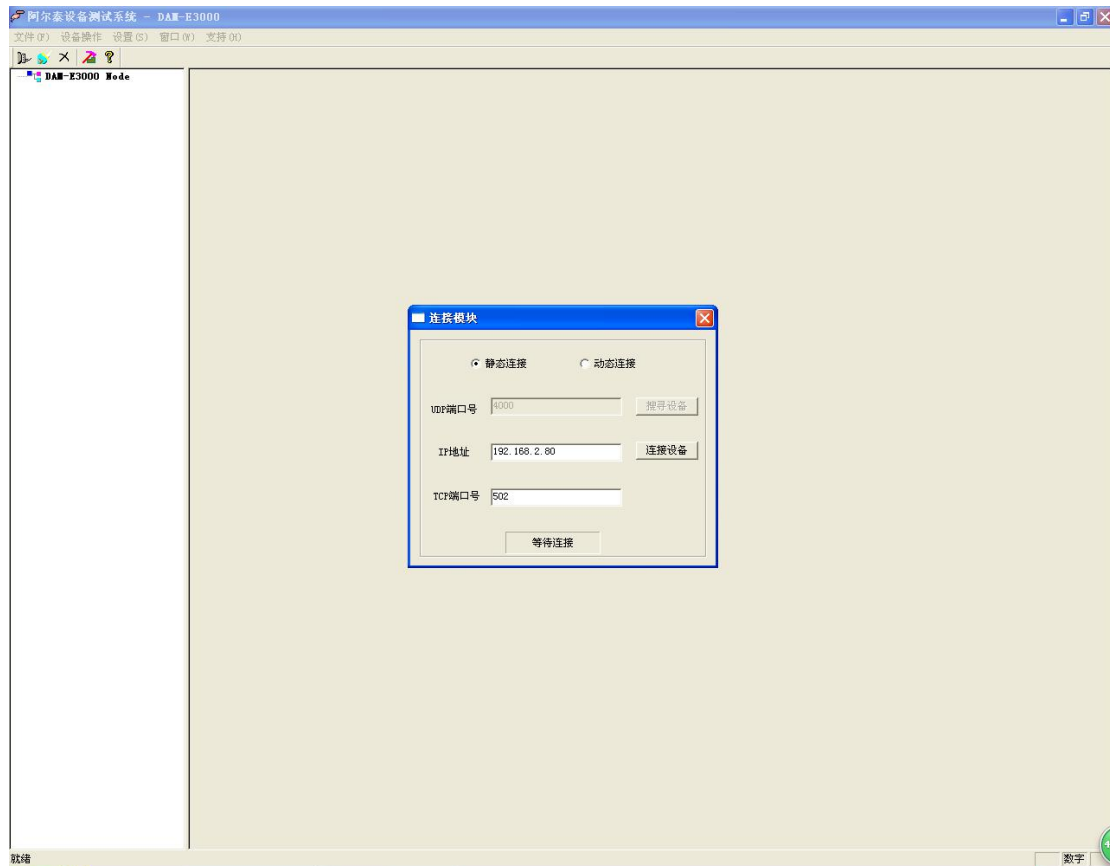 阿尔泰设备测试系统 - DAM-E3000
文件(F) 设备操作 设置(S) 窗口(W) 支持(H)
DAM-E3000 Node
连接模块
静态连接 动态连接
UDP端口号 4000 搜寻设备
IP地址 192.168.2.80 连接设备
TCP端口号 502
等待连接
就绪 数字